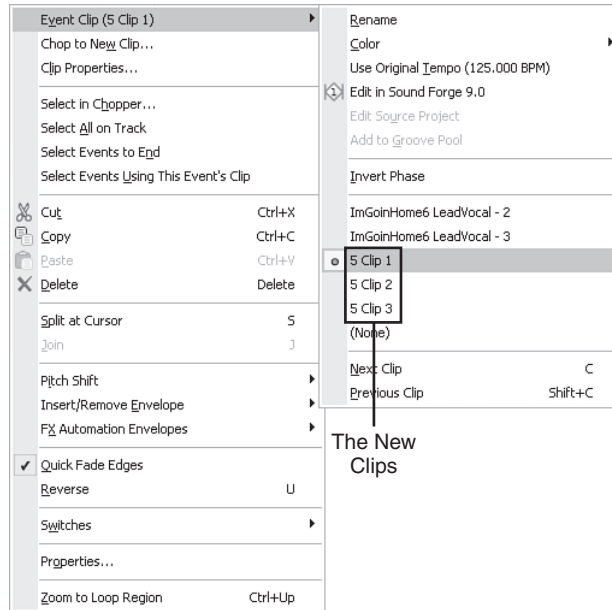 Event Clip (5 Clip 1)
Chop to New Clip...
Clip Properties...
Select in Chopper...
Select All on Track
Select Events to End
Select Events Using This Event's Clip
Cut Ctrl+X
Copy Ctrl+C
Paste Ctrl+V
Delete Delete
Split at Cursor S
Join J
Pitch Shift
Insert/Remove Envelope
FX Automation Envelopes
Quick Fade Edges
Reverse U
Switches
Properties...
Zoom to Loop Region Ctrl+Up
Rename
Color
Use Original Tempo (125.000 BPM)
Edit in Sound Forge 9.0
Edit Source Project
Add to Groove Pool
Invert Phase
ImGoinHome6 LeadVocal - 2
ImGoinHome6 LeadVocal - 3
5 Clip 1
5 Clip 2
5 Clip 3
(None)
Next Clip C
Previous Clip Shift+C
The New
Clips